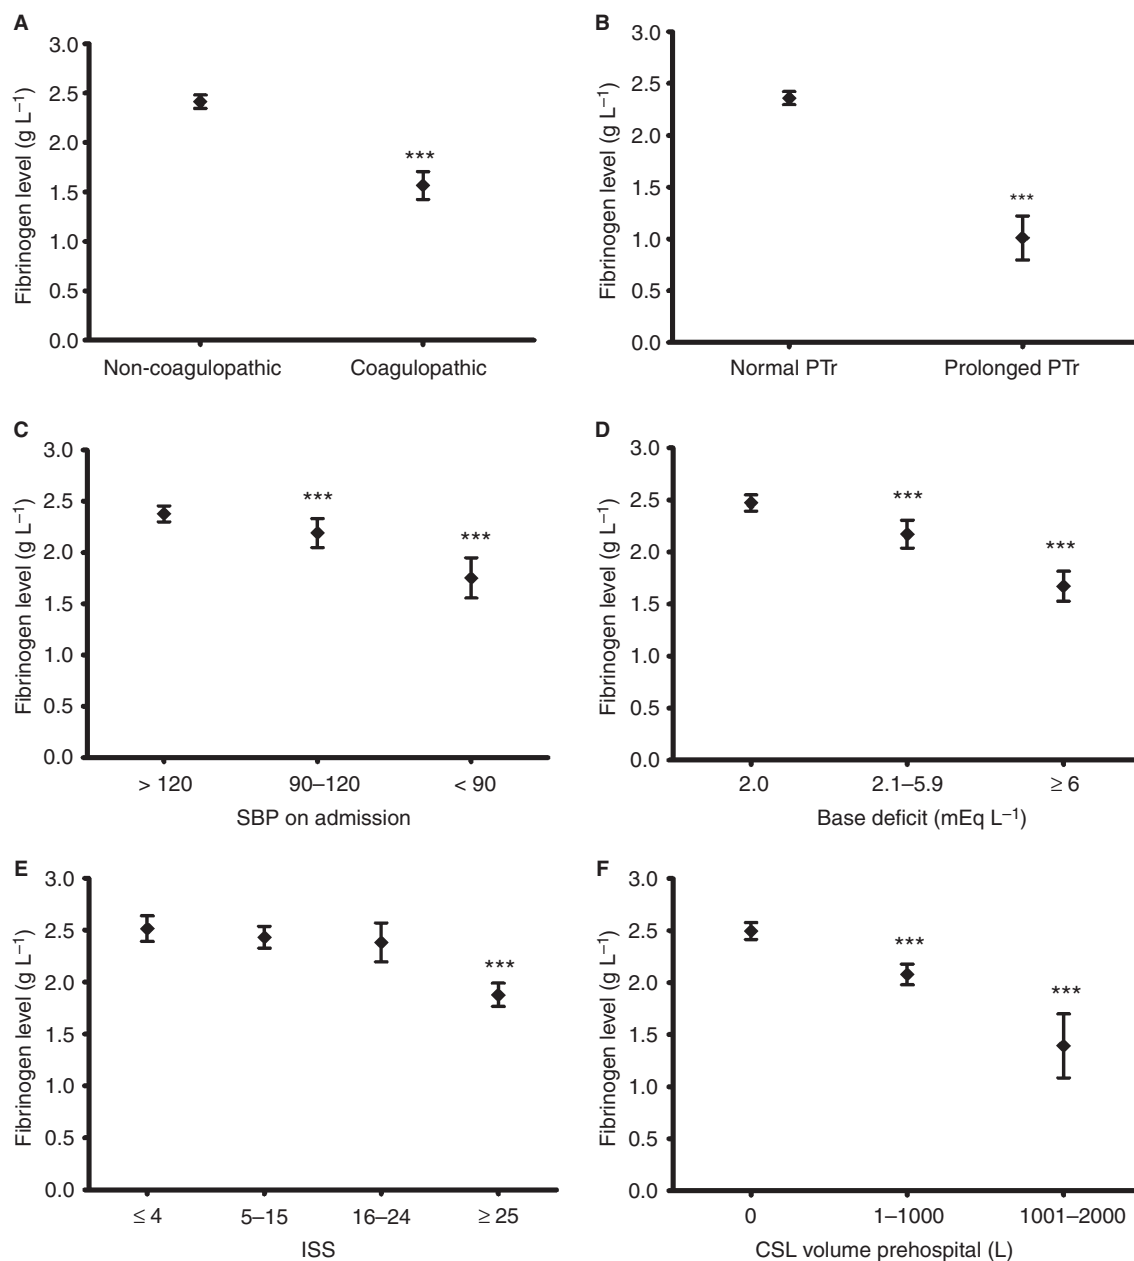 A
Fibrinogen level (g L⁻¹)
3.0
2.5
2.0
1.5
1.0
0.5
0.0
***
Non-coagulopathic Coagulopathic
B
Fibrinogen level (g L⁻¹)
3.0
2.5
2.0
1.5
1.0
0.5
0.0
***
Normal PTr Prolonged PTr
C
Fibrinogen level (g L⁻¹)
3.0
2.5
2.0
1.5
1.0
0.5
0.0
***
***
> 120 90–120 < 90
SBP on admission
D
Fibrinogen level (g L⁻¹)
3.0
2.5
2.0
1.5
1.0
0.5
0.0
***
***
2.0 2.1–5.9 ≥ 6
Base deficit (mEq L⁻¹)
E
Fibrinogen level (g L⁻¹)
3.0
2.5
2.0
1.5
1.0
0.5
0.0
***
≤ 4 5–15 16–24 ≥ 25
ISS
F
Fibrinogen level (g L⁻¹)
3.0
2.5
2.0
1.5
1.0
0.5
0.0
***
***
0 1–1000 1001–2000
CSL volume prehospital (L)